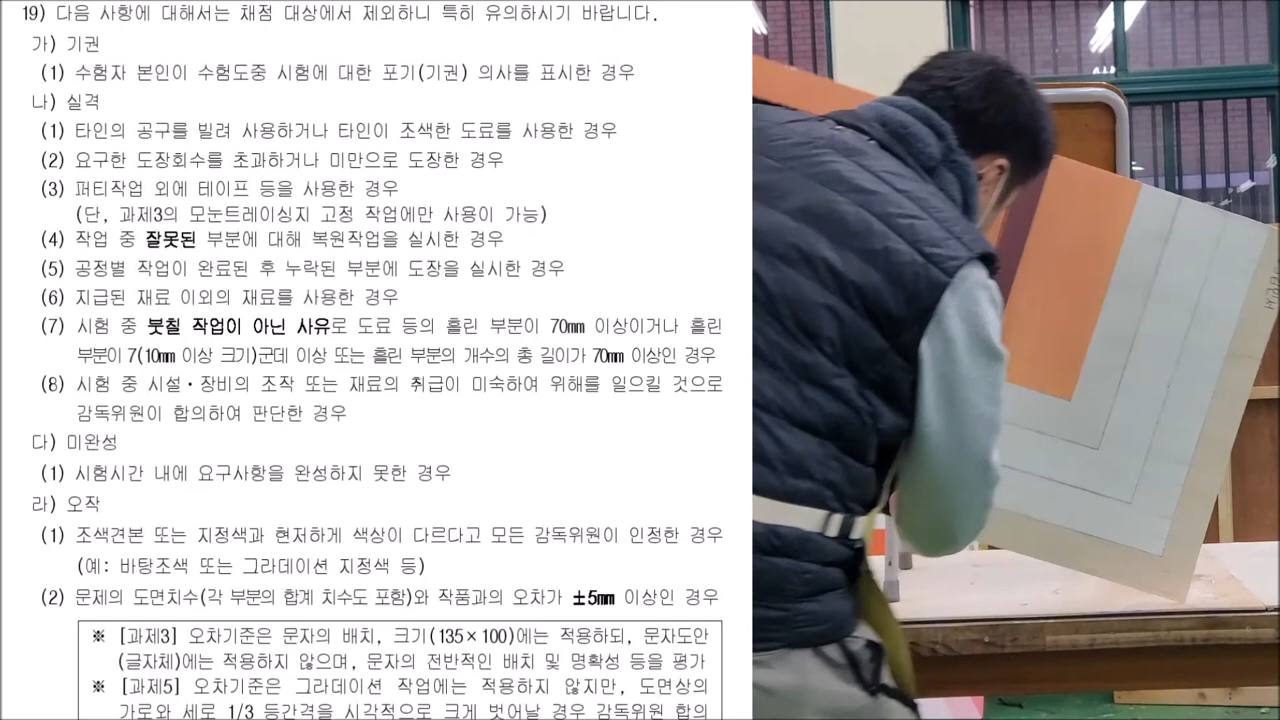 19) 다음 사항에 대해서는 채점 대상에서 제외하니 특히 유의하시기 바랍니다.
가) 기권
(1) 수험자 본인이 수험도중 시험에 대한 포기(기권) 의사를 표시한 경우
나) 실격
(1) 타인의 공구를 빌려 사용하거나 타인이 조색한 도료를 사용한 경우
(2) 요구한 도장회수를 초과하거나 미만으로 도장한 경우
(3) 퍼티작업 외에 테이프 등을 사용한 경우
(단, 과제3의 모눈트레이싱지 고정 작업에만 사용이 가능)
(4) 작업 중 잘못된 부분에 대해 복원작업을 실시한 경우
(5) 공정별 작업이 완료된 후 누락된 부분에 도장을 실시한 경우
(6) 지급된 재료 이외의 재료를 사용한 경우
(7) 시험 중 붓칠 작업이 아닌 사유로 도료 등의 흘린 부분이 70㎜ 이상이거나 흘린
부분이 7(10㎜ 이상 크기)군데 이상 또는 흘린 부분의 개수의 총 길이가 70㎜ 이상인 경우
(8) 시험 중 시설·장비의 조작 또는 재료의 취급이 미숙하여 위해를 일으킬 것으로
감독위원이 합의하여 판단한 경우
다) 미완성
(1) 시험시간 내에 요구사항을 완성하지 못한 경우
라) 오작
(1) 조색견본 또는 지정색과 현저하게 색상이 다르다고 모든 감독위원이 인정한 경우
(예: 바탕조색 또는 그라데이션 지정색 등)
(2) 문제의 도면치수(각 부분의 합계 치수도 포함)와 작품과의 오차가 ±5㎜ 이상인 경우
※ [과제3] 오차기준은 문자의 배치, 크기(135×100)에는 적용하되, 문자도안
(글자체)에는 적용하지 않으며, 문자의 전반적인 배치 및 명확성 등을 평가
※ [과제5] 오차기준은 그라데이션 작업에는 적용하지 않지만, 도면상의
가로와 세로 1/3 등간격을 시각적으로 크게 벗어날 경우 감독위원 합의